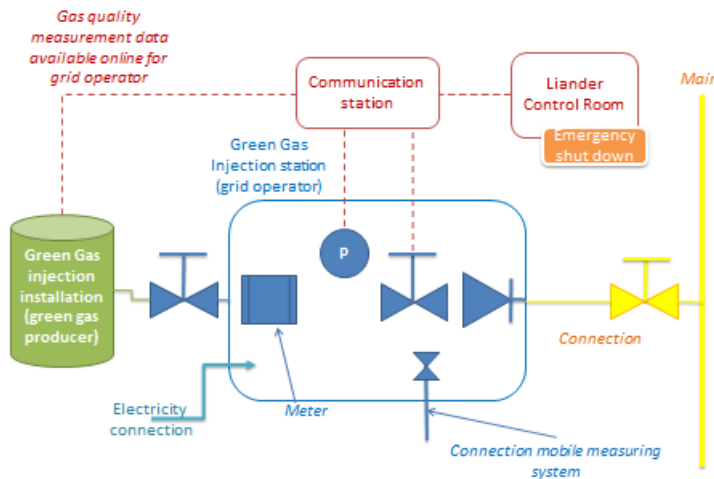 Gas quality
measurement data
available online for
grid operator
Communication
station
Liander
Control Room
Emergency
shut down
Main
Green Gas
Injection station
(grid operator)
P
Green Gas
injection
installation
(green gas
producer)
Connection
Meter
Electricity
connection
Connection mobile measuring
system